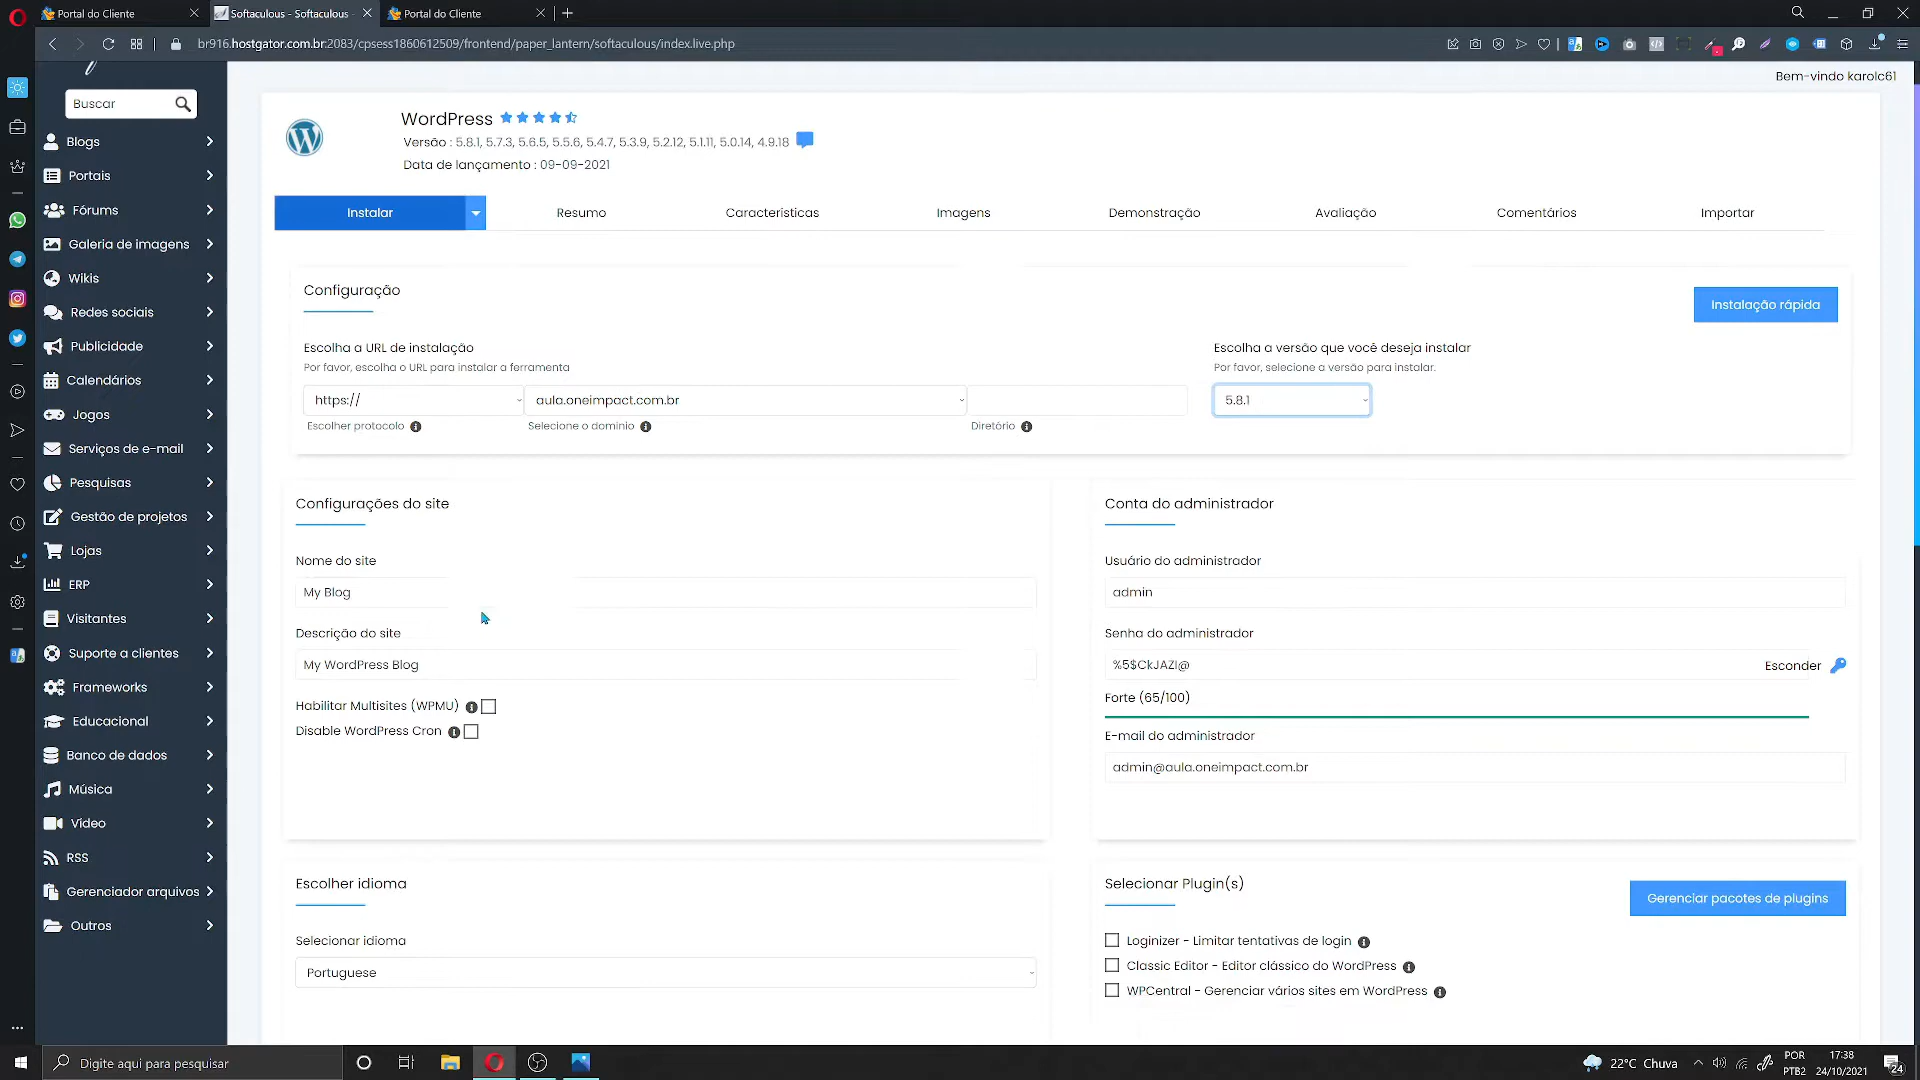 Portal do Cliente
Softaculous - Softaculous
Portal do Cliente
br916.hostgator.com.br:2083/cpsess1860612509/frontend/paper_lantern/softaculous/index.live.php
Bem-vindo karolc61
Buscar
Blogs
Portais
Fóruns
Galeria de imagens
Wikis
Redes sociais
Publicidade
Calendários
Jogos
Serviços de e-mail
Pesquisas
Gestão de projetos
Lojas
ERP
Visitantes
Suporte a clientes
Frameworks
Educacional
Banco de dados
Música
Vídeo
RSS
Gerenciador arquivos
Outros
WordPress
Versão : 5.8.1, 5.7.3, 5.6.5, 5.5.6, 5.4.7, 5.3.9, 5.2.12, 5.1.11, 5.0.14, 4.9.18
Data de lançamento : 09-09-2021
Instalar Resumo Características Imagens Demonstração Avaliação Comentários Importar
Configuração
Instalação rápida
Escolha a URL de instalação
Por favor, escolha o URL para instalar a ferramenta
https:// aula.oneimpact.com.br
Escolher protocolo Selecione o domínio Diretório
Escolha a versão que você deseja instalar
Por favor, selecione a versão para instalar.
5.8.1
Configurações do site
Nome do site
My Blog
Descrição do site
My WordPress Blog
Habilitar Multisites (WPMU)
Disable WordPress Cron
Conta do administrador
Usuário do administrador
admin
Senha do administrador
%5$CkJAZI@ Esconder
Forte (65/100)
E-mail do administrador
admin@aula.oneimpact.com.br
Escolher idioma
Selecionar idioma
Portuguese
Selecionar Plugin(s)
Gerenciar pacotes de plugins
Loginizer - Limitar tentativas de login
Classic Editor - Editor clássico do WordPress
WPCentral - Gerenciar vários sites em WordPress
Digite aqui para pesquisar
22°C Chuva
POR
PTB2
17:38
24/10/2021
24